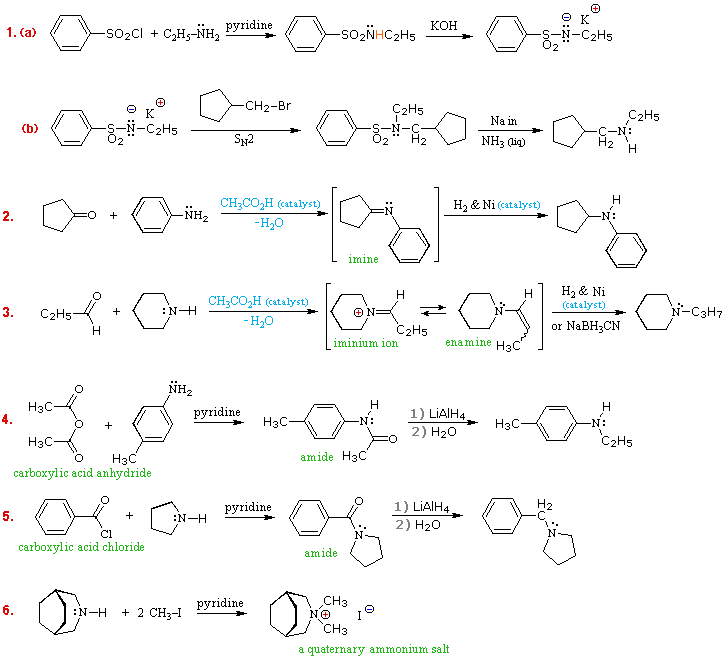 1. (a) SO2Cl + C2H5–NH2 pyridine SO2NHC2H5 KOH S O2 N–C2H5 ⊖ K⊕
(b) S O2 N–C2H5 ⊖ K⊕ CH2–Br SN2 C2H5 S O2 N C H2 Na in NH3 (liq) C H2 N C2H5 H
2. O + NH2 CH3CO2H (catalyst) –H2O N imine H2 & Ni (catalyst) H N
3. C2H5 O H + N–H CH3CO2H (catalyst) –H2O N H C2H5 iminium ion N H H3C enamine H2 & Ni (catalyst) or NaBH3CN N–C3H7
4. H3C O O H3C O carboxylic acid anhydride + NH2 H3C pyridine H3C H N O H3C amide 1) LiAlH4 2) H2O H3C H N C2H5
5. O Cl carboxylic acid chloride + N–H pyridine O N amide 1) LiAlH4 2) H2O H2 C N
6. N–H + 2 CH3–I pyridine N CH3 CH3 I⊖ a quaternary ammonium salt